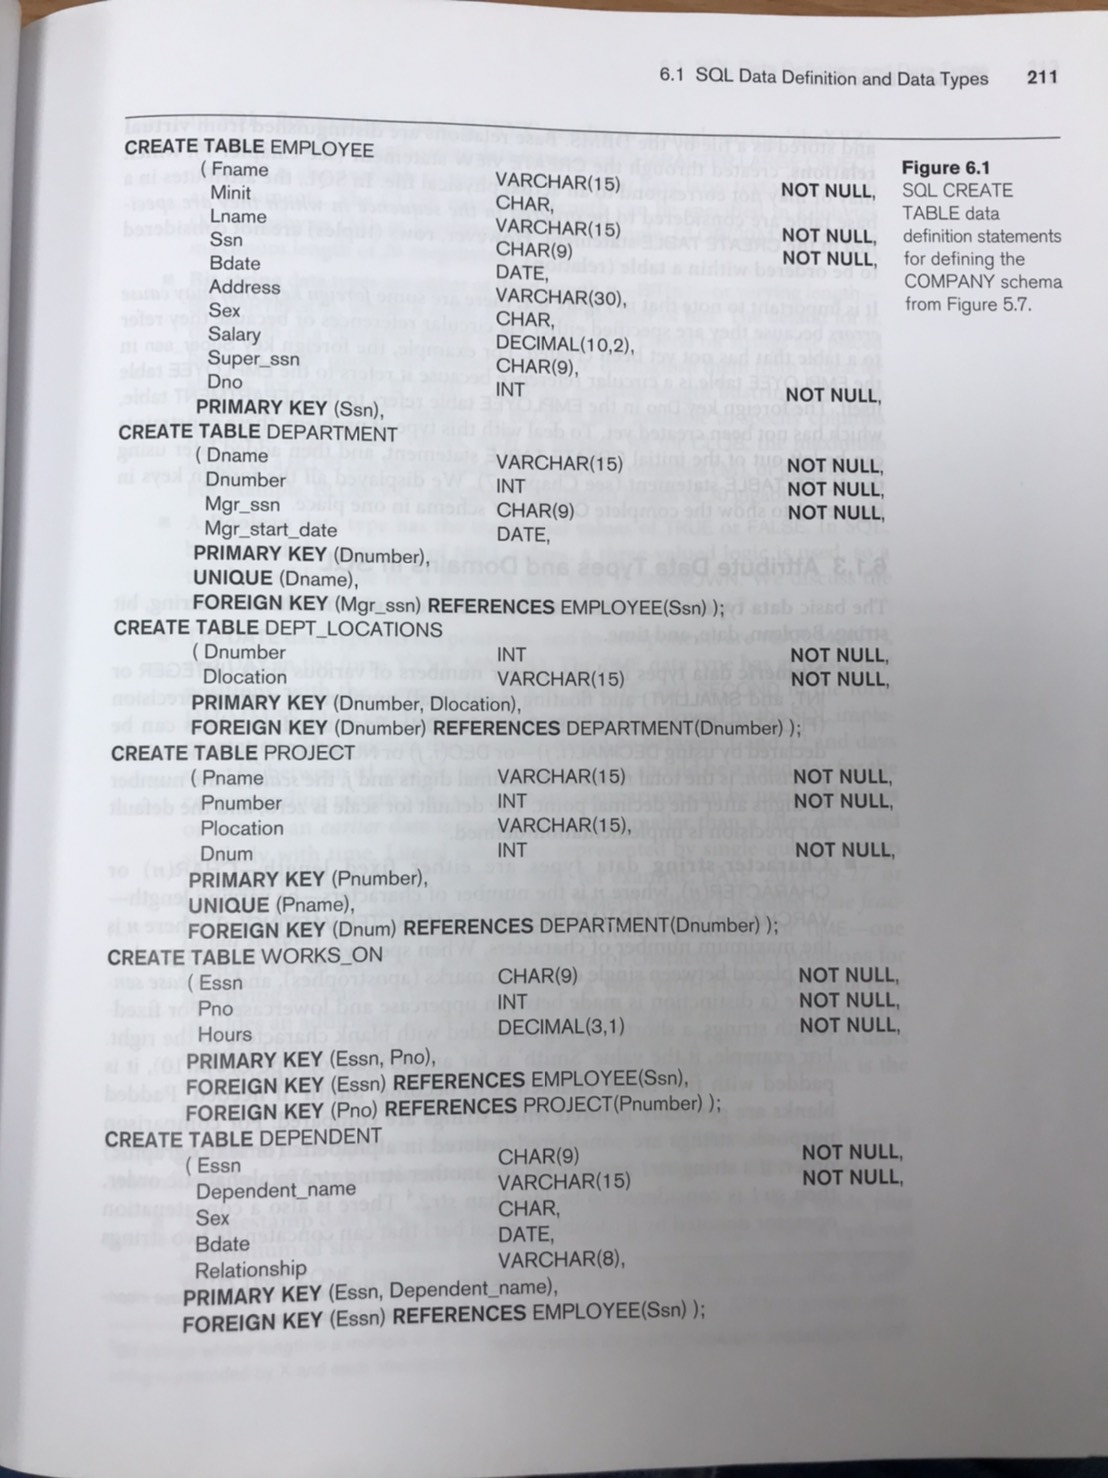 6.1 SQL Data Definition and Data Types 211
CREATE TABLE EMPLOYEE
( Fname VARCHAR(15) NOT NULL,
Minit CHAR,
Lname VARCHAR(15) NOT NULL,
Ssn CHAR(9) NOT NULL,
Bdate DATE,
Address VARCHAR(30),
Sex CHAR,
Salary DECIMAL(10,2),
Super_ssn CHAR(9),
Dno INT NOT NULL,
PRIMARY KEY (Ssn),
CREATE TABLE DEPARTMENT
( Dname VARCHAR(15) NOT NULL,
Dnumber INT NOT NULL,
Mgr_ssn CHAR(9) NOT NULL,
Mgr_start_date DATE,
PRIMARY KEY (Dnumber),
UNIQUE (Dname),
FOREIGN KEY (Mgr_ssn) REFERENCES EMPLOYEE(Ssn) );
CREATE TABLE DEPT_LOCATIONS
( Dnumber INT NOT NULL,
Dlocation VARCHAR(15) NOT NULL,
PRIMARY KEY (Dnumber, Dlocation),
FOREIGN KEY (Dnumber) REFERENCES DEPARTMENT(Dnumber) );
CREATE TABLE PROJECT
( Pname VARCHAR(15) NOT NULL,
Pnumber INT NOT NULL,
Plocation VARCHAR(15),
Dnum INT NOT NULL,
PRIMARY KEY (Pnumber),
UNIQUE (Pname),
FOREIGN KEY (Dnum) REFERENCES DEPARTMENT(Dnumber) );
CREATE TABLE WORKS_ON
( Essn CHAR(9) NOT NULL,
Pno INT NOT NULL,
Hours DECIMAL(3,1) NOT NULL,
PRIMARY KEY (Essn, Pno),
FOREIGN KEY (Essn) REFERENCES EMPLOYEE(Ssn),
FOREIGN KEY (Pno) REFERENCES PROJECT(Pnumber) );
CREATE TABLE DEPENDENT
( Essn CHAR(9) NOT NULL,
Dependent_name VARCHAR(15) NOT NULL,
Sex CHAR,
Bdate DATE,
Relationship VARCHAR(8),
PRIMARY KEY (Essn, Dependent_name),
FOREIGN KEY (Essn) REFERENCES EMPLOYEE(Ssn) );
Figure 6.1
SQL CREATE
TABLE data
definition statements
for defining the
COMPANY schema
from Figure 5.7.